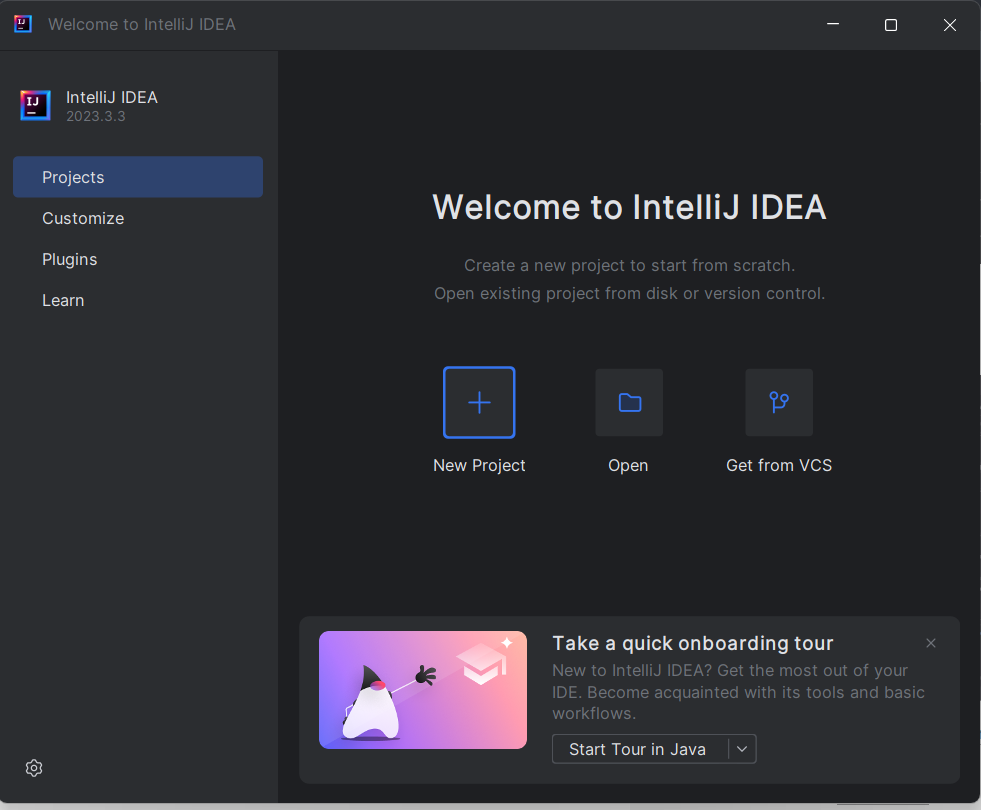 Welcome to IntelliJ IDEA
IntelliJ IDEA
2023.3.3
Projects
Customize
Plugins
Learn
Welcome to IntelliJ IDEA
Create a new project to start from scratch.
Open existing project from disk or version control.
New Project
Open
Get from VCS
Take a quick onboarding tour
New to IntelliJ IDEA? Get the most out of your
IDE. Become acquainted with its tools and basic
workflows.
Start Tour in Java